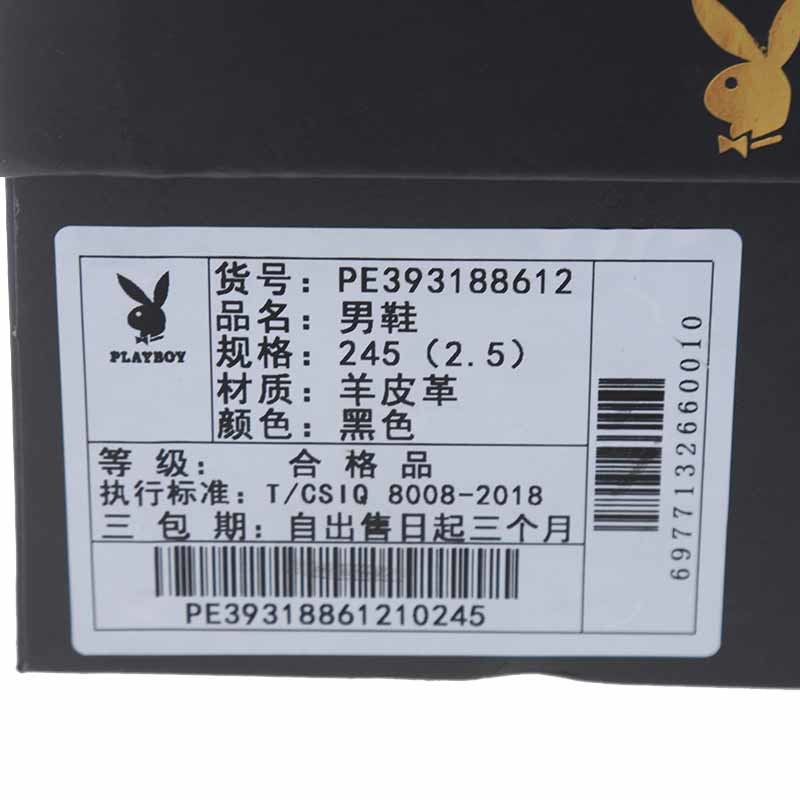 PLAYBOY
货号：PE393188612
品名：男鞋
规格：245（2.5）
材质：羊皮革
颜色：黑色
等级：合格品
执行标准：T/CSIQ 8008-2018
三包期：自出售日起三个月
PE39318861210245
6977132660010